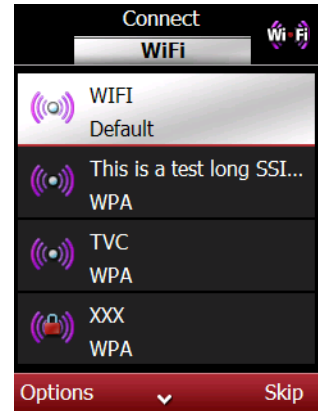 Connect
Wi-Fi
WiFi
WIFI
Default
This is a test long SSI...
WPA
TVC
WPA
XXX
WPA
Options
Skip